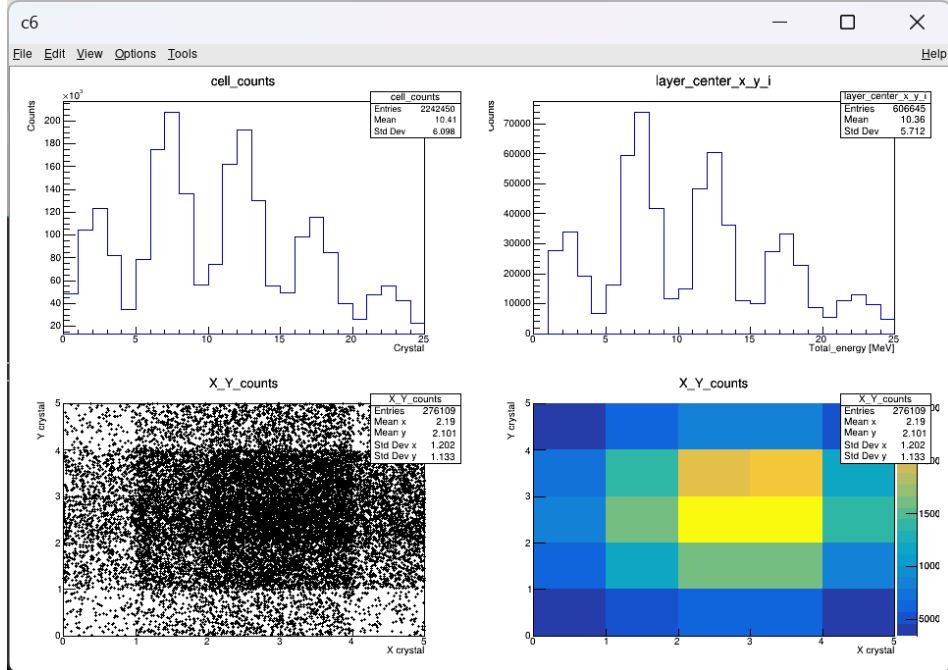 c6
File Edit View Options Tools Help
cell_counts
×10³
Counts
200
180
160
140
120
100
80
60
40
20
0 5 10 15 20 25
Crystal
cell_counts
Entries 2242450
Mean 10.41
Std Dev 6.098
layer_center_x_y_i
Counts
70000
60000
50000
40000
30000
20000
10000
0
0 5 10 15 20 25
Total_energy [MeV]
layer_center_x_y_i
Entries 606645
Mean 10.36
Std Dev 5.712
X_Y_counts
Y crystal
5
4
3
2
1
0
0 1 2 3 4 5
X crystal
X_Y_counts
Entries 276109
Mean x 2.19
Mean y 2.101
Std Dev x 1.202
Std Dev y 1.133
X_Y_counts
Y crystal
5
4
3
2
1
0
0 1 2 3 4 5
X crystal
X_Y_counts
Entries 276109
Mean x 2.19
Mean y 2.101
Std Dev x 1.202
Std Dev y 1.133
1500
1000
5000